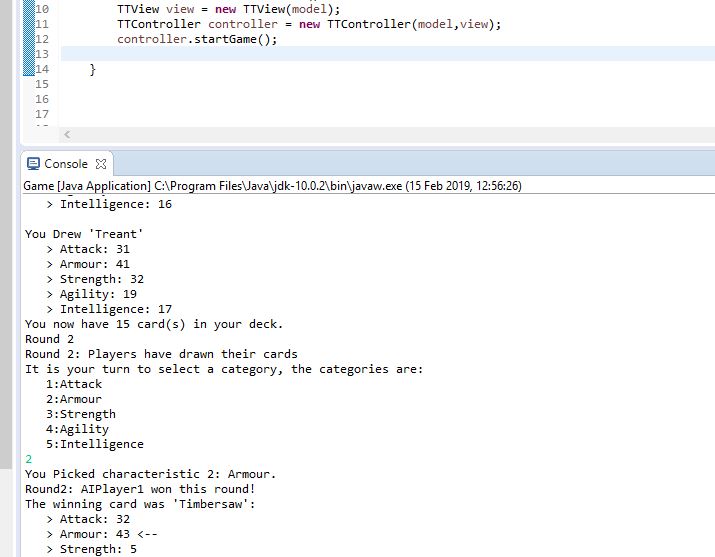 10 TTView view = new TTView(model);
11 TTController controller = new TTController(model,view);
12 controller.startGame();
13
14 }
15
16
17
Console
Game [Java Application] C:\Program Files\Java\jdk-10.0.2\bin\javaw.exe (15 Feb 2019, 12:56:26)
> Intelligence: 16
You Drew 'Treant'
> Attack: 31
> Armour: 41
> Strength: 32
> Agility: 19
> Intelligence: 17
You now have 15 card(s) in your deck.
Round 2
Round 2: Players have drawn their cards
It is your turn to select a category, the categories are:
1:Attack
2:Armour
3:Strength
4:Agility
5:Intelligence
2
You Picked characteristic 2: Armour.
Round2: AIPlayer1 won this round!
The winning card was 'Timbersaw':
> Attack: 32
> Armour: 43 <--
> Strength: 5